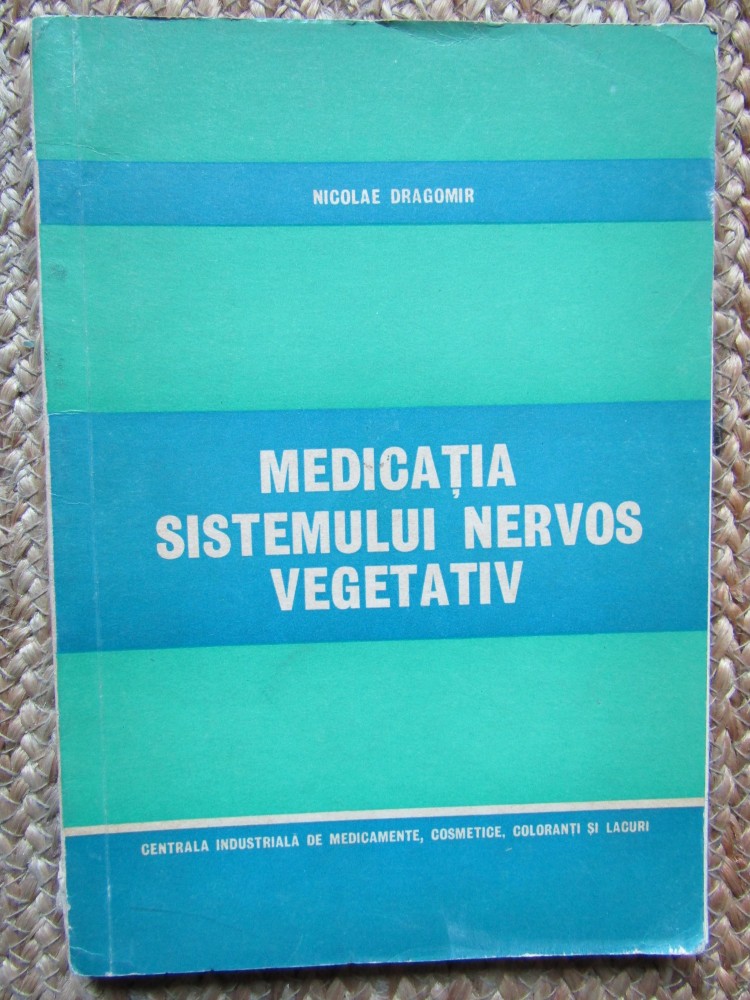 NICOLAE DRAGOMIR
MEDICAȚIA
SISTEMULUI NERVOS
VEGETATIV
CENTRALA INDUSTRIALĂ DE MEDICAMENTE, COSMETICE, COLORANȚI ȘI LACURI